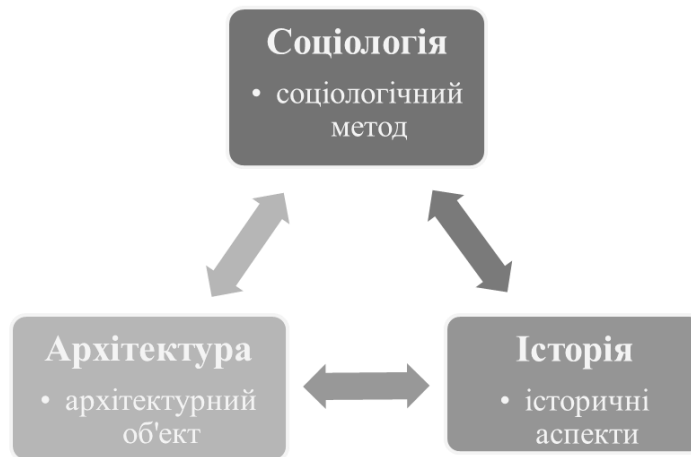 Соціологія
• соціологічний
метод
Архітектура
• архітектурний
об'єкт
Історія
• історичні
аспекти